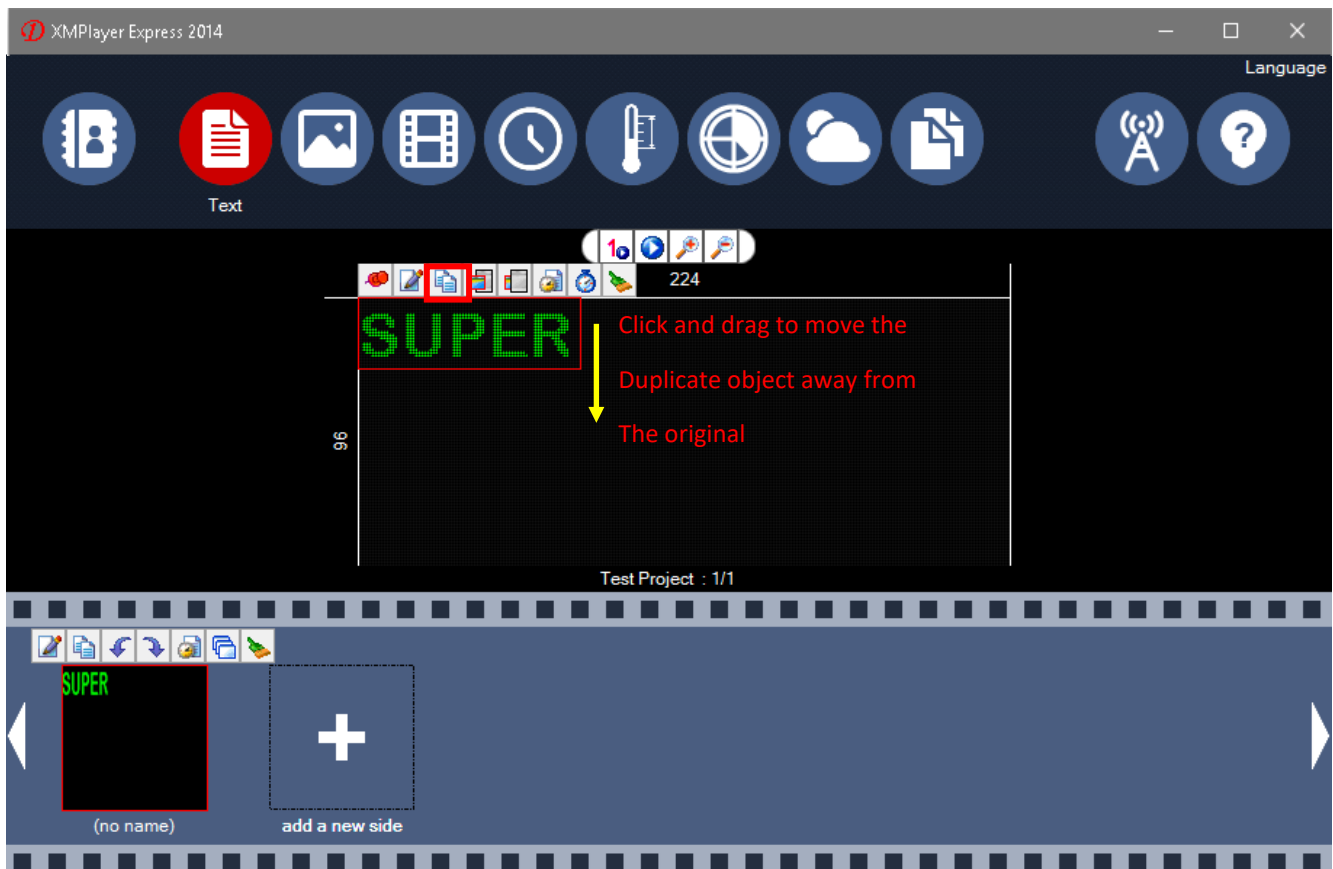 XMPlayer Express 2014
Language
Text
1
224
SUPER
Click and drag to move the
Duplicate object away from
The original
96
Test Project : 1/1
SUPER
(no name)
add a new side